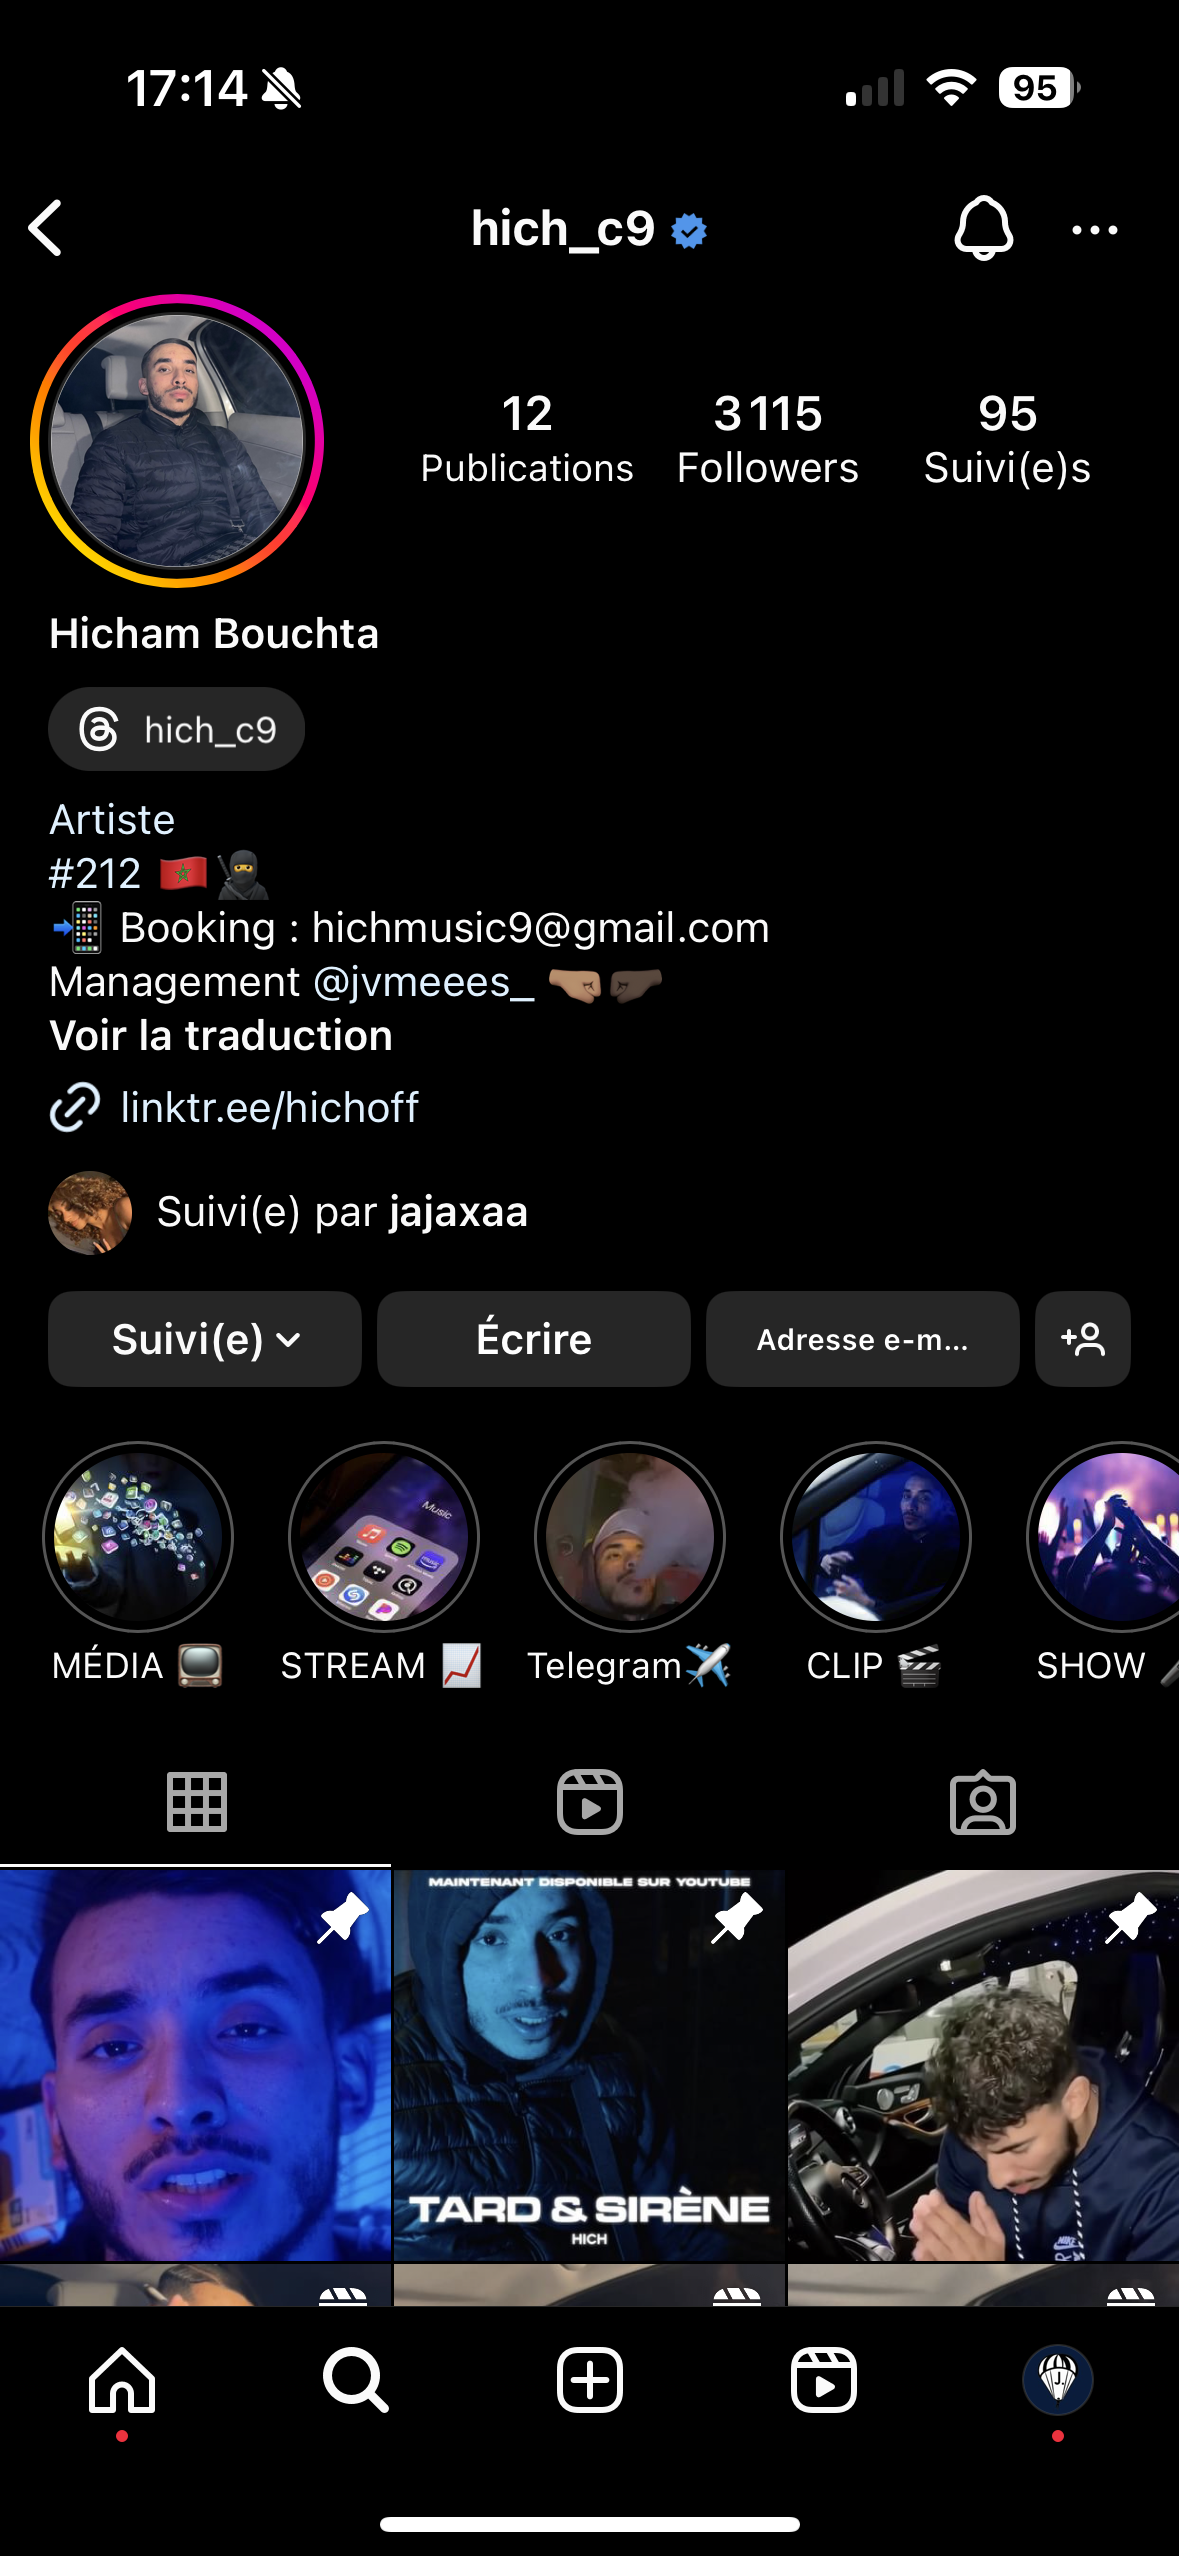 17:14
95
hich_c9
12
Publications
3 115
Followers
95
Suivi(e)s
Hicham Bouchta
hich_c9
Artiste
#212 🇲🇦🥷
📲 Booking : hichmusic9@gmail.com
Management @jvmeees_ 🤜🏼🤛🏾
Voir la traduction
linktr.ee/hichoff
Suivi(e) par jajaxaa
Suivi(e)
Écrire
Adresse e-m...
Music
MÉDIA 📺
STREAM 📈
Telegram✈️
CLIP 🎬
SHOW 🎤
MAINTENANT DISPONIBLE SUR YOUTUBE
TARD & SIRÈNE
HICH
NIKE
J.